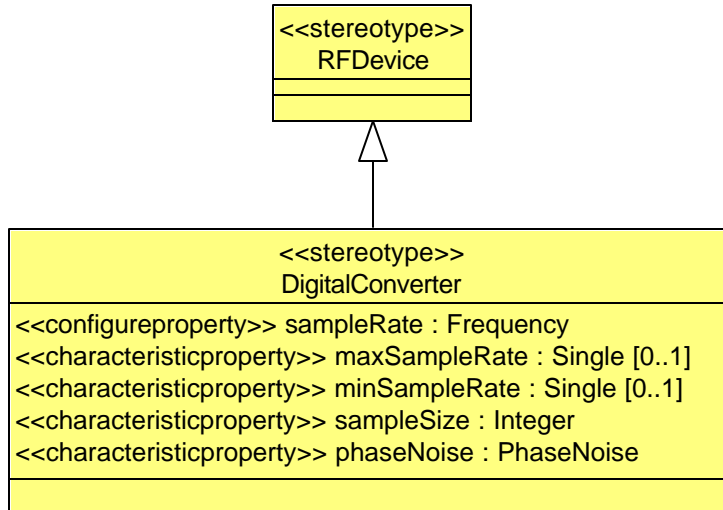 <<stereotype>>
RFDevice
<<stereotype>>
DigitalConverter
<<configureproperty>> sampleRate : Frequency
<<characteristicproperty>> maxSampleRate : Single [0..1]
<<characteristicproperty>> minSampleRate : Single [0..1]
<<characteristicproperty>> sampleSize : Integer
<<characteristicproperty>> phaseNoise : PhaseNoise